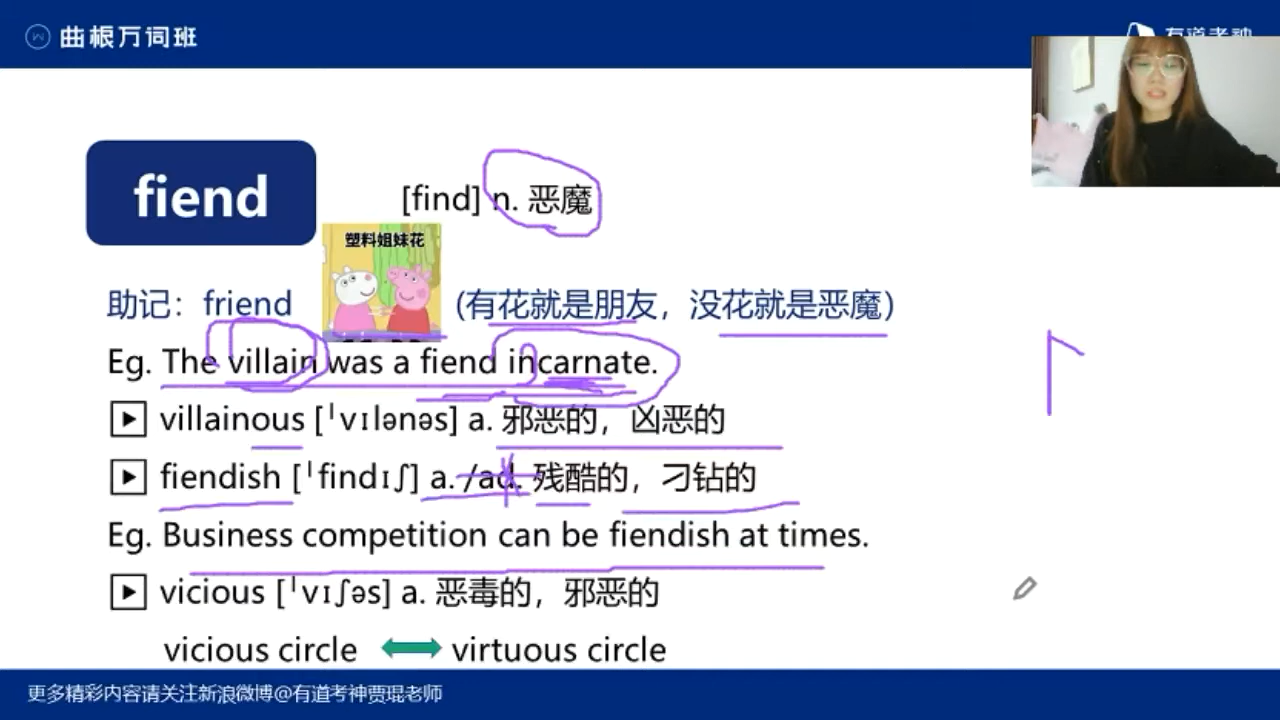 曲根万词班
有道考神
fiend
[find] n. 恶魔
塑料姐妹花
助记：friend
(有花就是朋友，没花就是恶魔)
Eg. The villain was a fiend incarnate.
villainous [ˈvɪlənəs] a. 邪恶的，凶恶的
fiendish [ˈfindɪʃ] a. /ad. 残酷的，刁钻的
Eg. Business competition can be fiendish at times.
vicious [ˈvɪʃəs] a. 恶毒的，邪恶的
vicious circle virtuous circle
更多精彩内容请关注新浪微博@有道考神贾琨老师